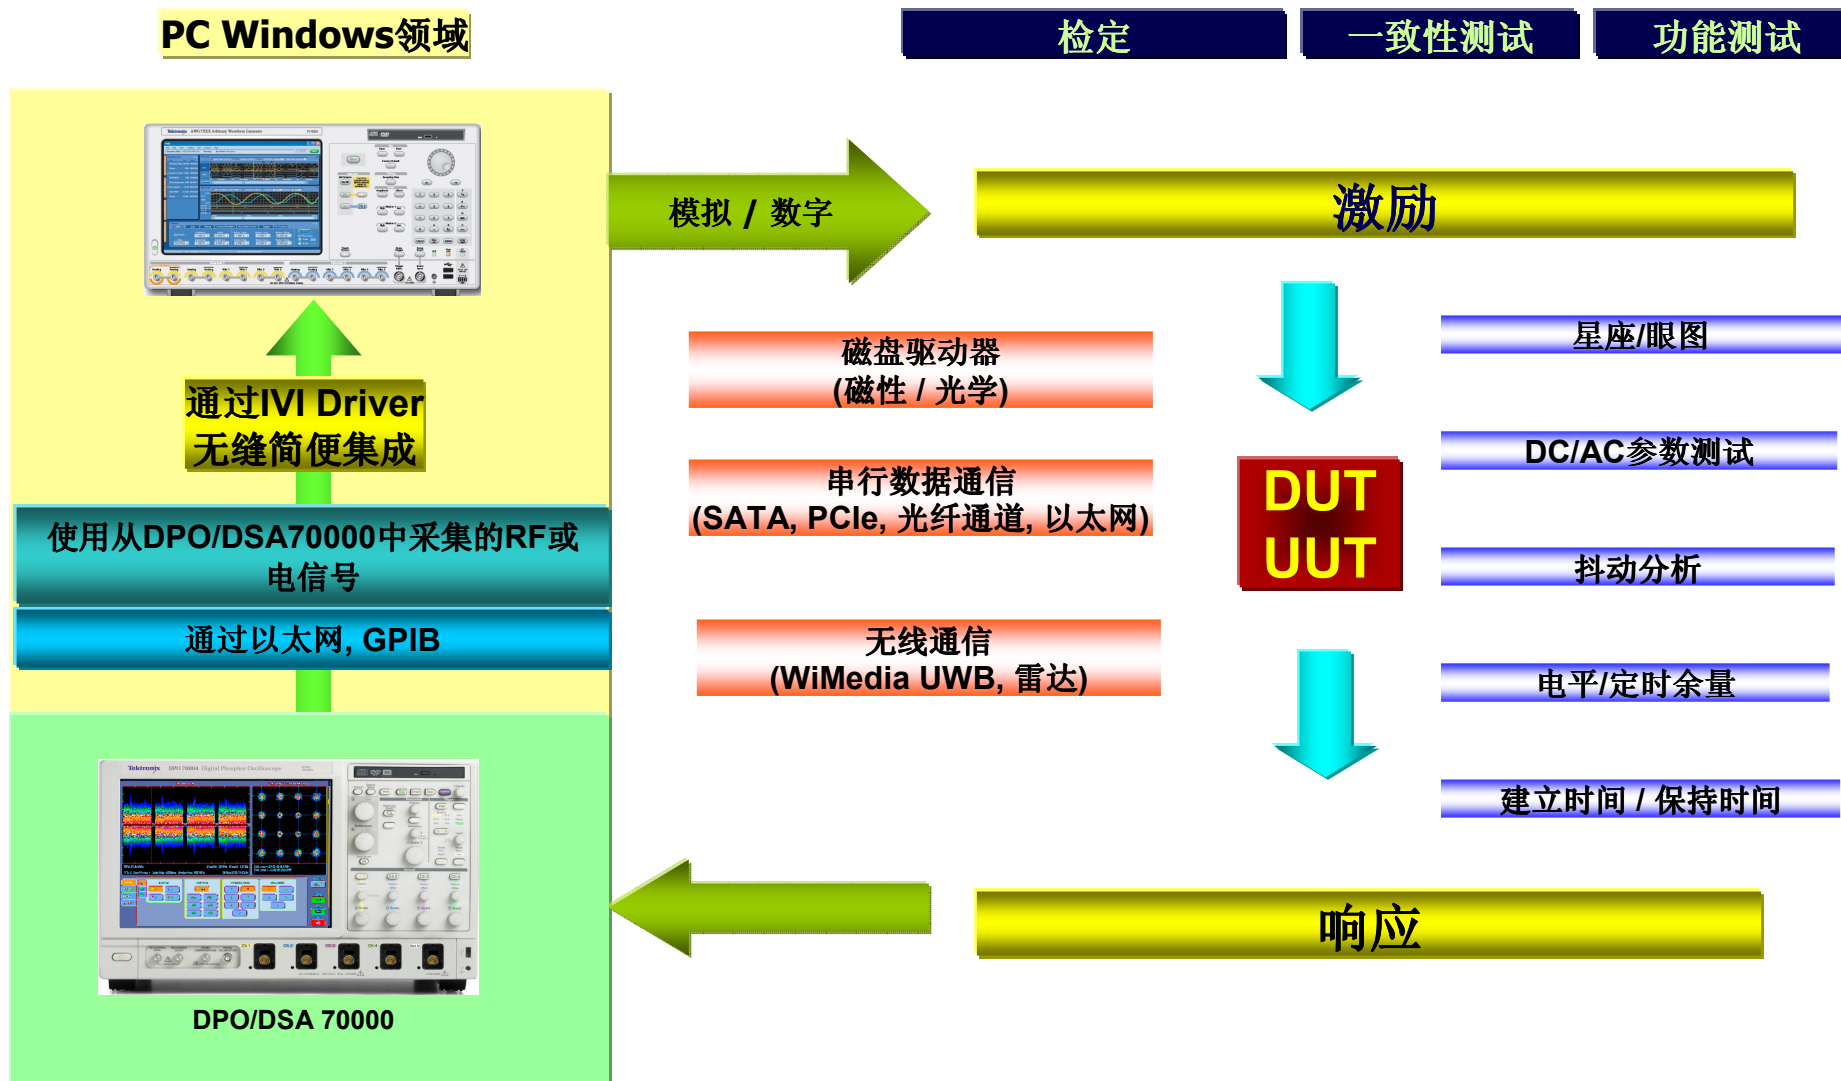 PC Windows领域
检定
一致性测试
功能测试
Tektronix
模拟 / 数字
激励
通过IVI Driver
无缝简便集成
使用从DPO/DSA70000中采集的RF或
电信号
通过以太网, GPIB
磁盘驱动器
(磁性 / 光学)
串行数据通信
(SATA, PCIe, 光纤通道, 以太网)
无线通信
(WiMedia UWB, 雷达)
DUT
UUT
星座/眼图
DC/AC参数测试
抖动分析
电平/定时余量
建立时间 / 保持时间
Tektronix DPO 70804 Digital Phosphor Oscilloscope
响应
DPO/DSA 70000